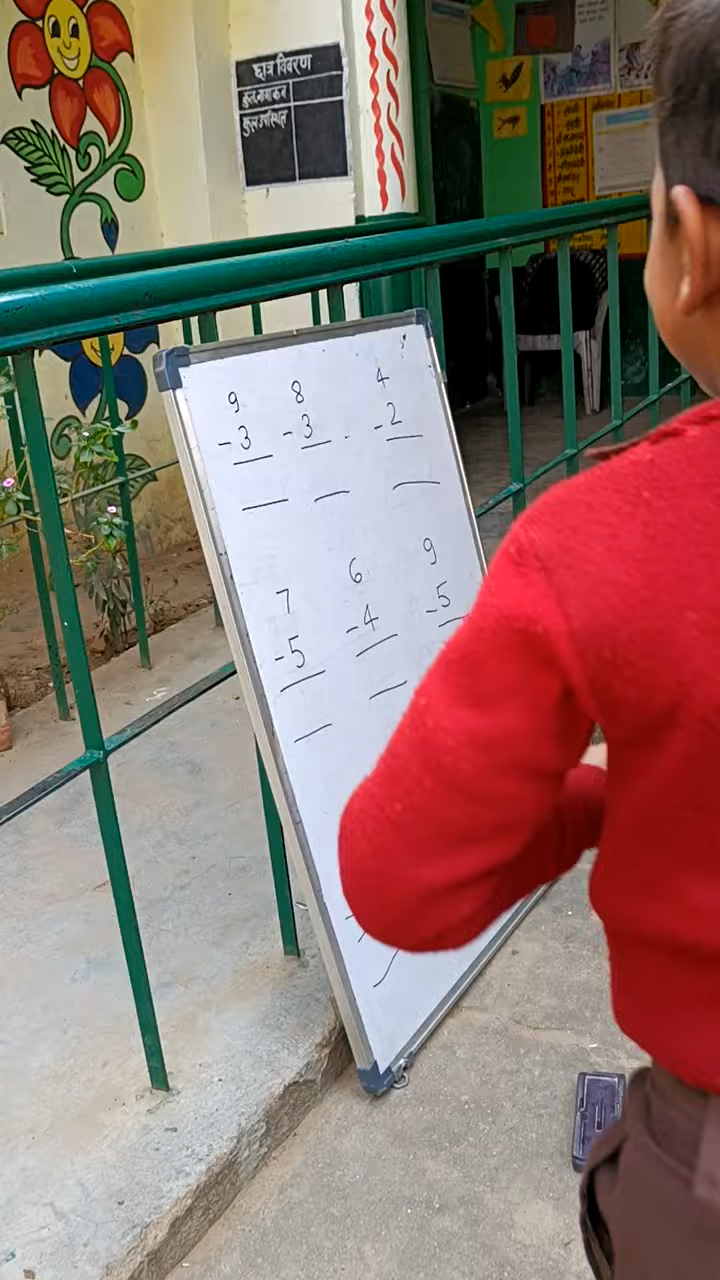 छात्र विवरण
कुल नामांकन
कुल उपस्थित
9 8 4
-3 -3 -2
7 6 9
-5 -4 -5